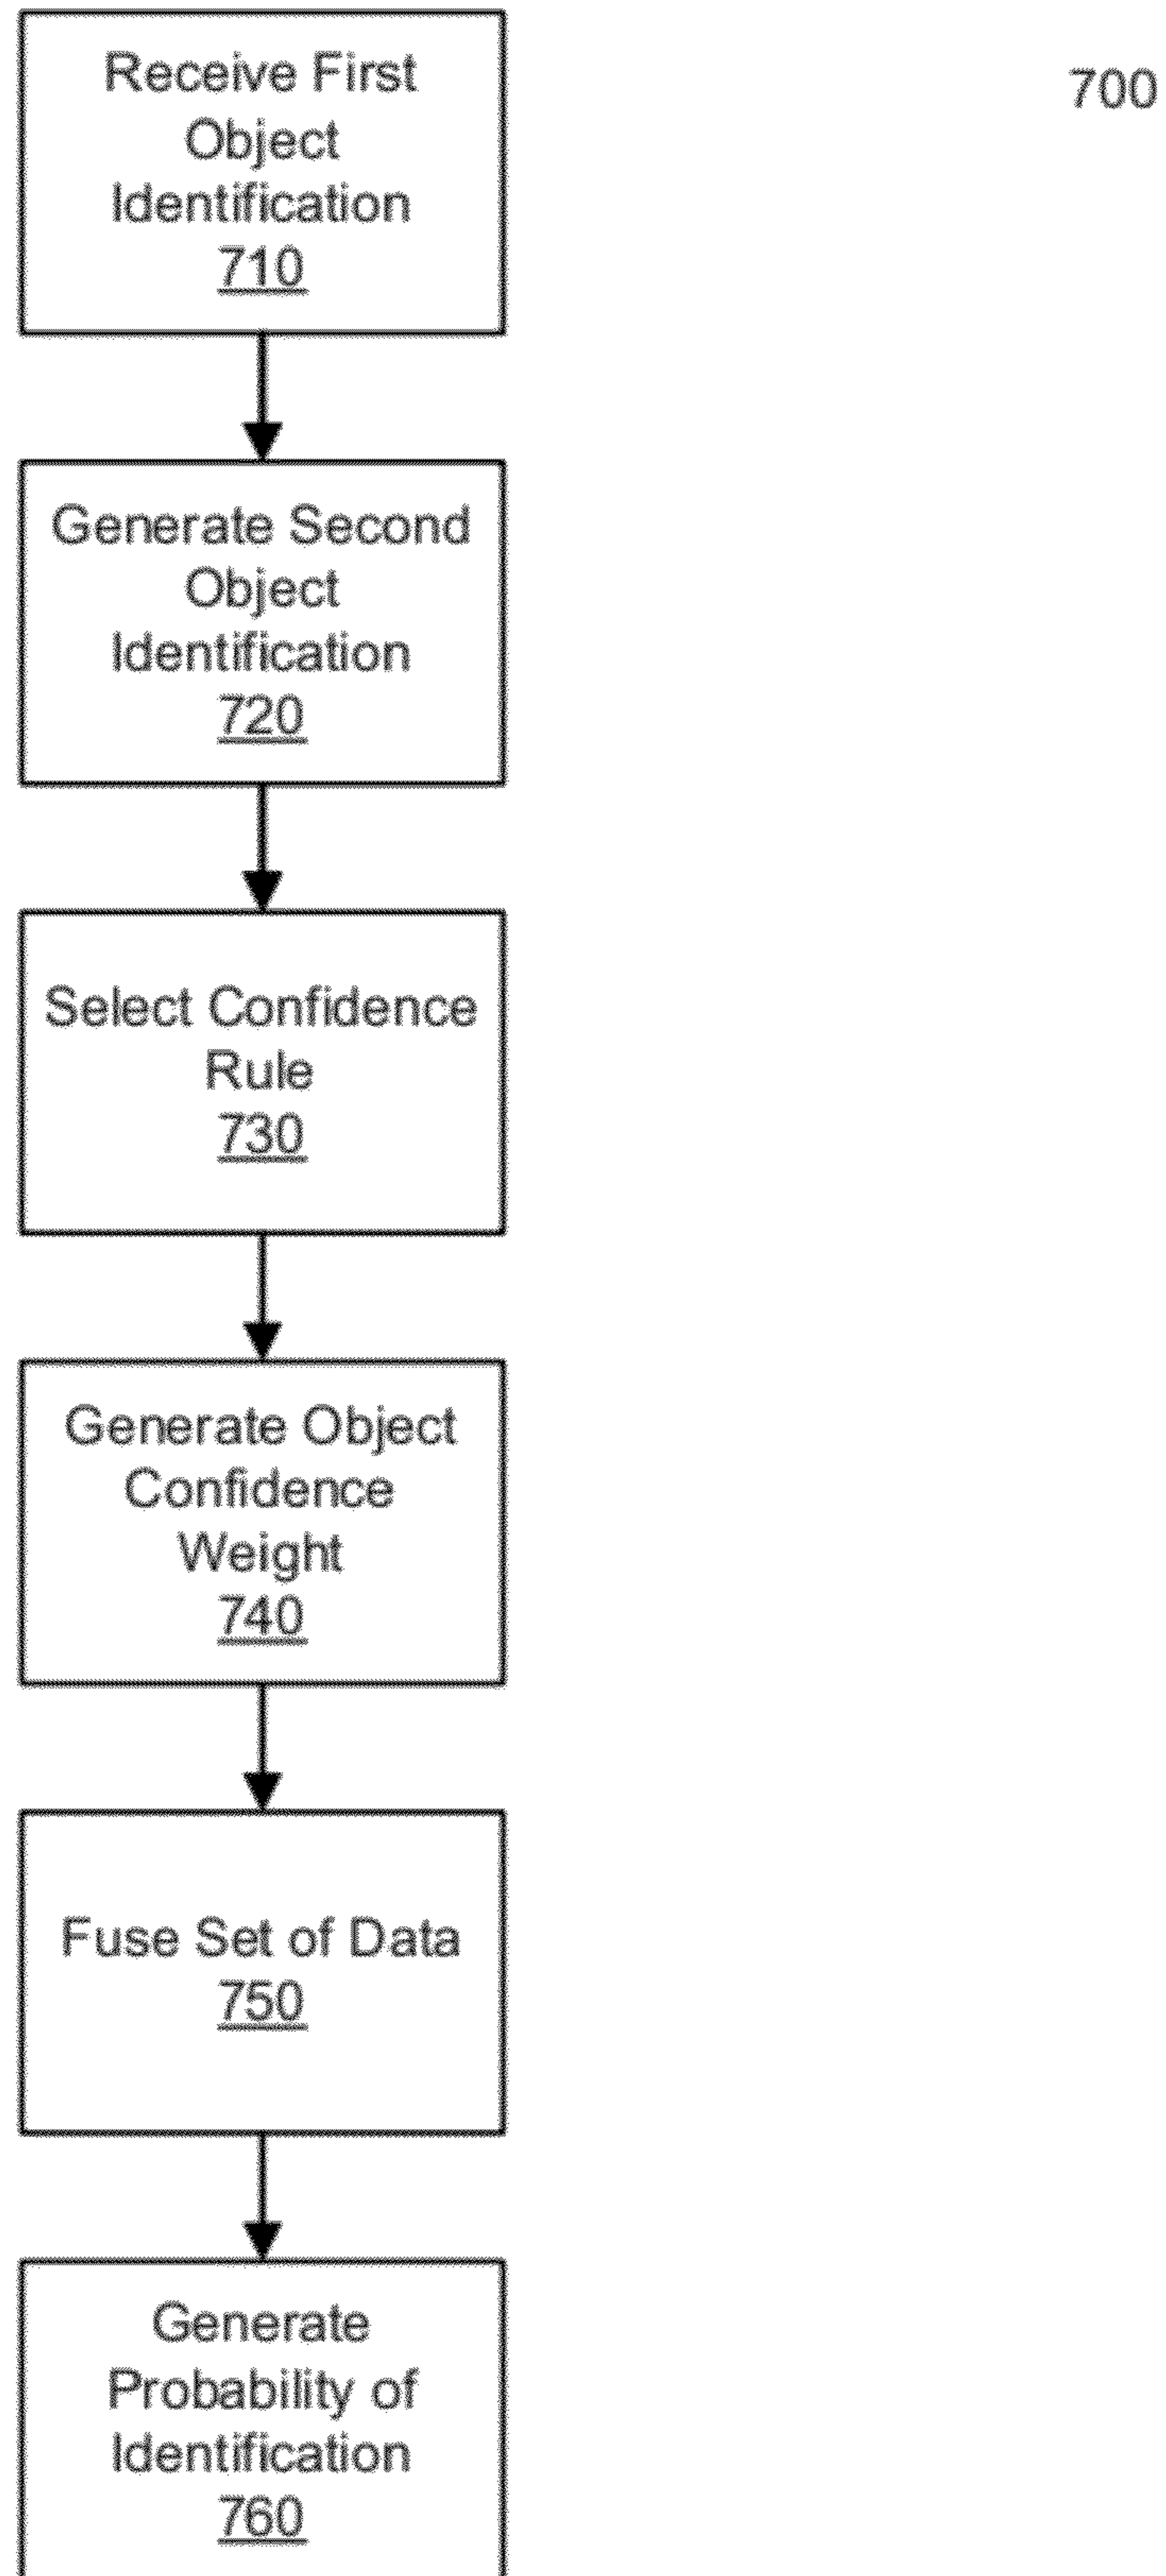 Receive First
Object
Identification
710
700
Generate Second
Object
Identification
720
Select Confidence
Rule
730
Generate Object
Confidence
Weight
740
Fuse Set of Data
750
Generate
Probability of
Identification
760